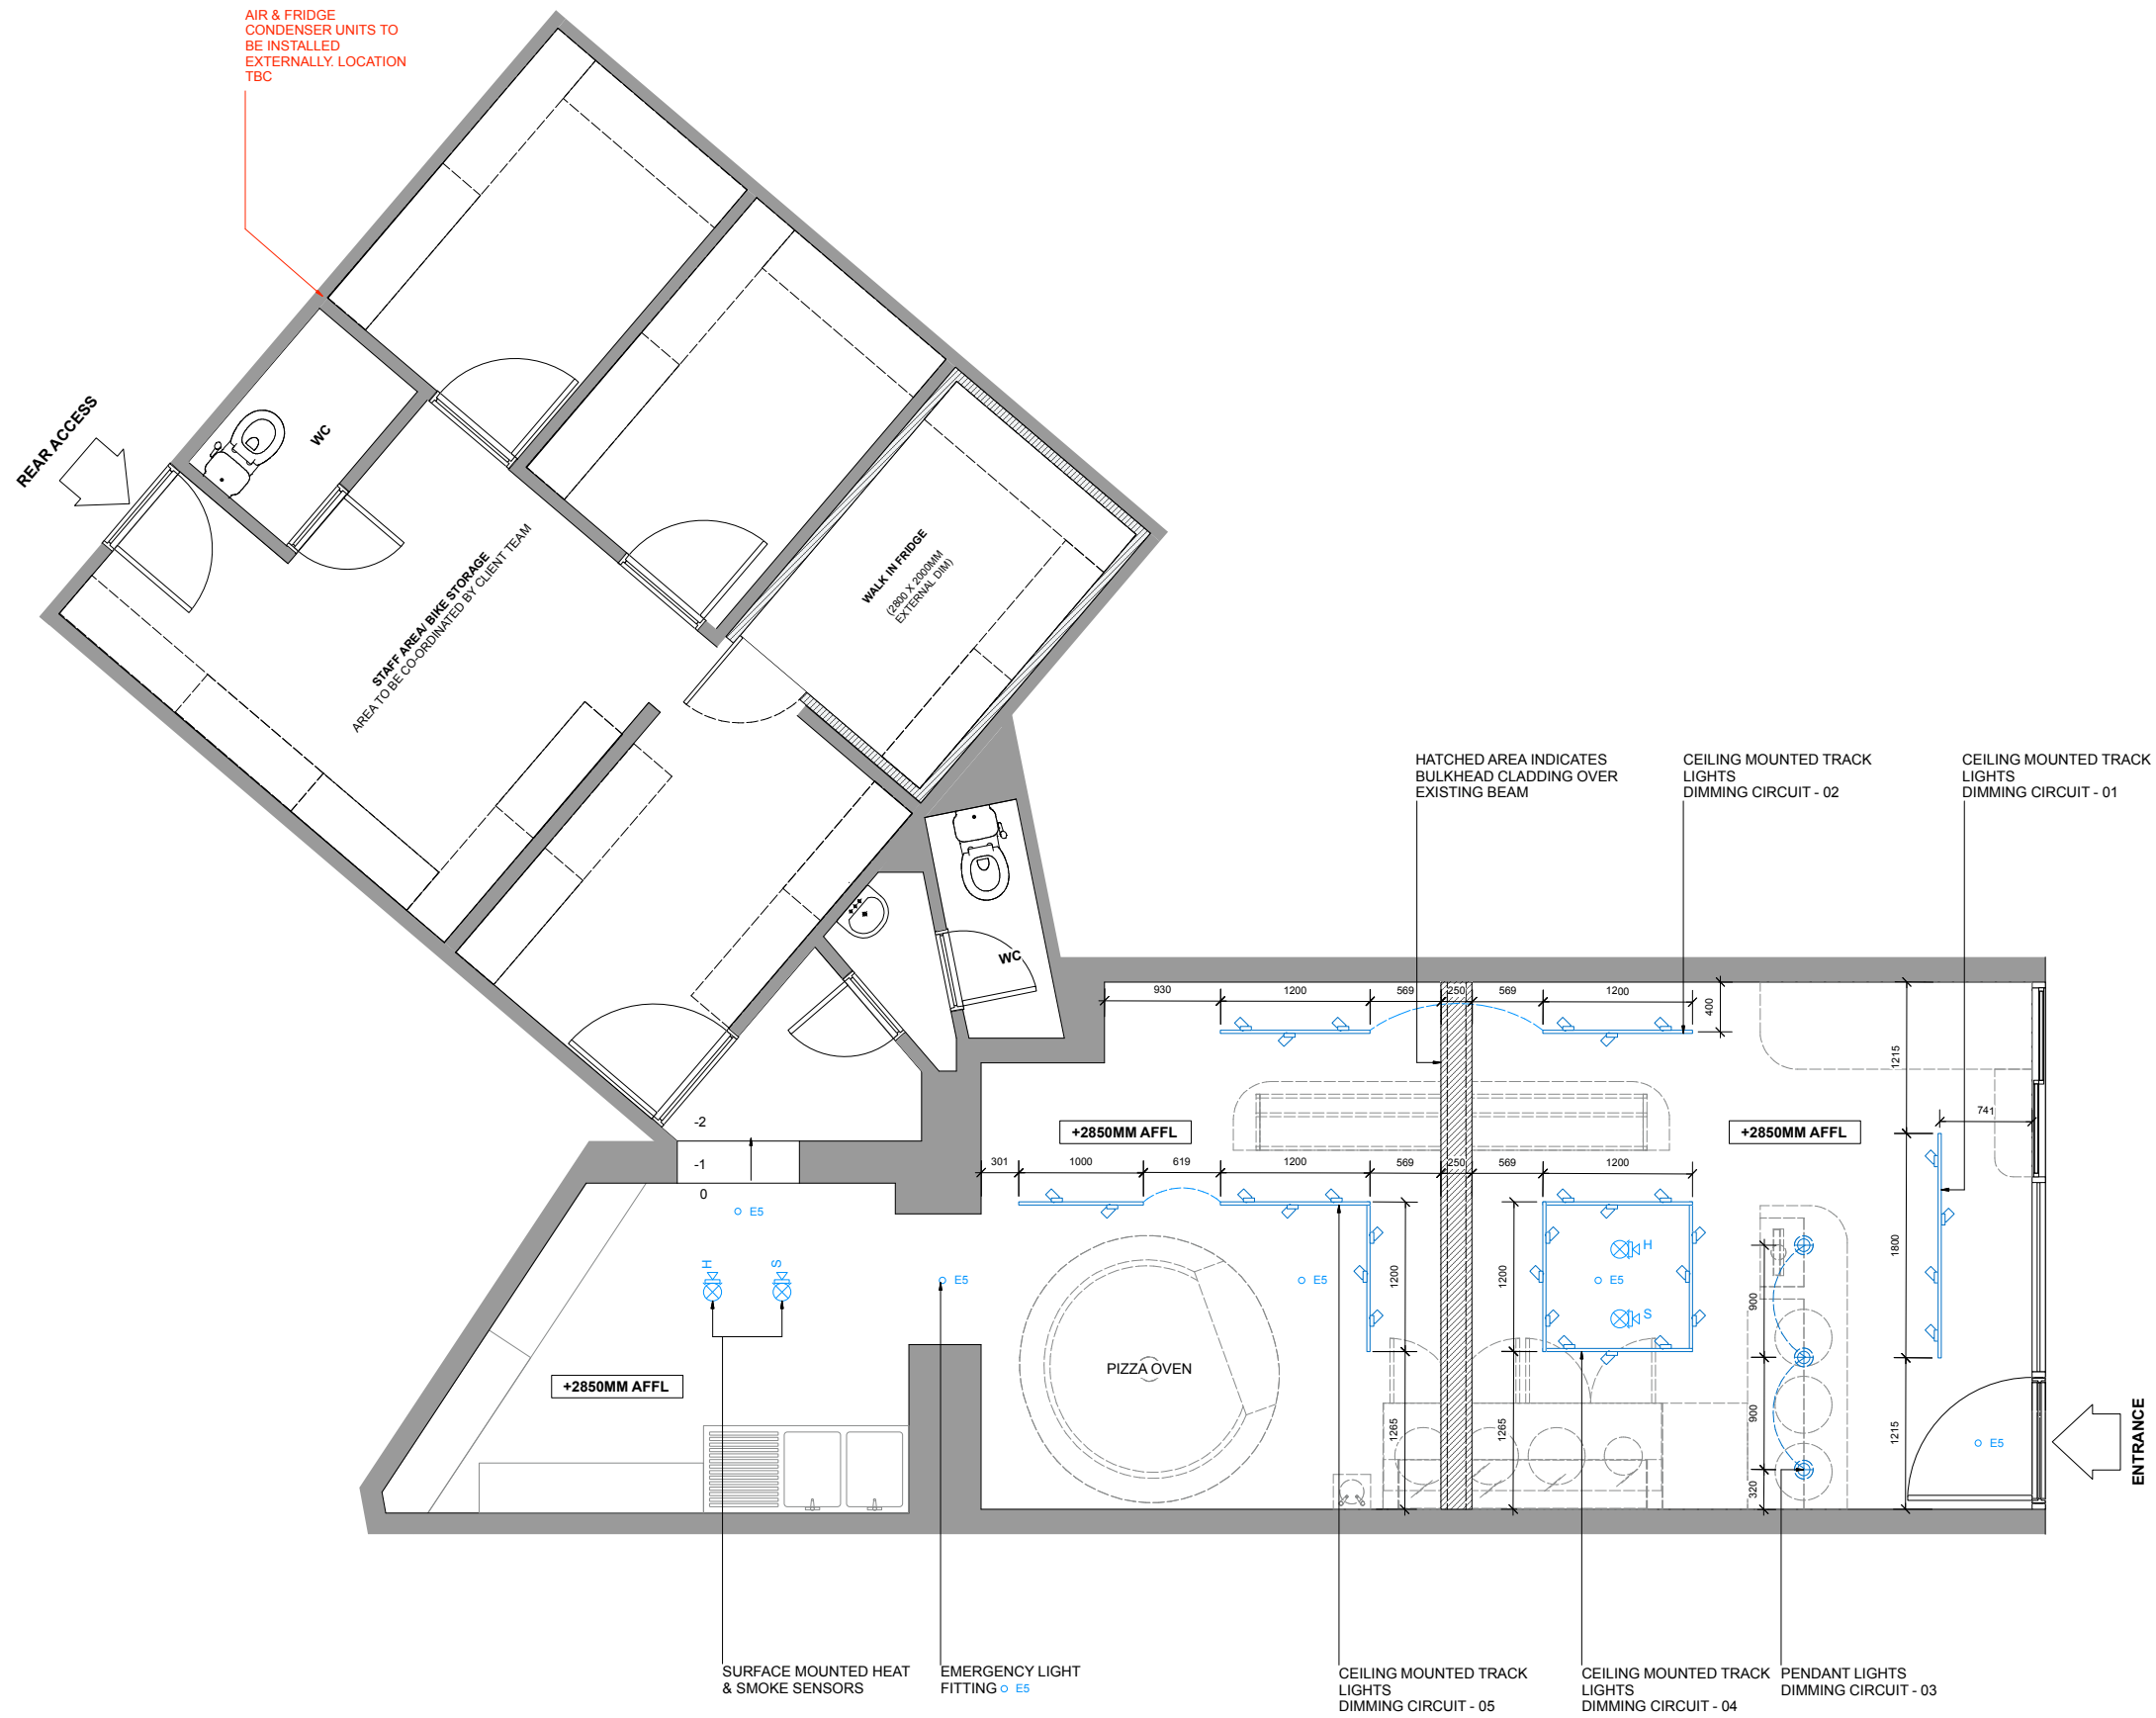 AIR & FRIDGE
CONDENSER UNITS TO
BE INSTALLED
EXTERNALLY. LOCATION
TBC
REAR ACCESS
WC
STAFF AREA/ BIKE STORAGE
AREA TO BE CO-ORDINATED BY CLIENT TEAM
WALK IN FRIDGE
(2800 X 2000MM
EXTERNAL DIM)
WC
HATCHED AREA INDICATES
BULKHEAD CLADDING OVER
EXISTING BEAM
CEILING MOUNTED TRACK
LIGHTS
DIMMING CIRCUIT - 02
CEILING MOUNTED TRACK
LIGHTS
DIMMING CIRCUIT - 01
930
1200
569
250
569
1200
400
1215
741
+2850MM AFFL
+2850MM AFFL
-2
-1
0
301
1000
619
1200
569
250
569
1200
E5
H
S
E5
E5
H
E5
S
1200
1200
900
1800
PIZZA OVEN
+2850MM AFFL
1265
1265
900
320
1215
E5
ENTRANCE
SURFACE MOUNTED HEAT
& SMOKE SENSORS
EMERGENCY LIGHT
FITTING E5
CEILING MOUNTED TRACK
LIGHTS
DIMMING CIRCUIT - 05
CEILING MOUNTED TRACK
LIGHTS
DIMMING CIRCUIT - 04
PENDANT LIGHTS
DIMMING CIRCUIT - 03